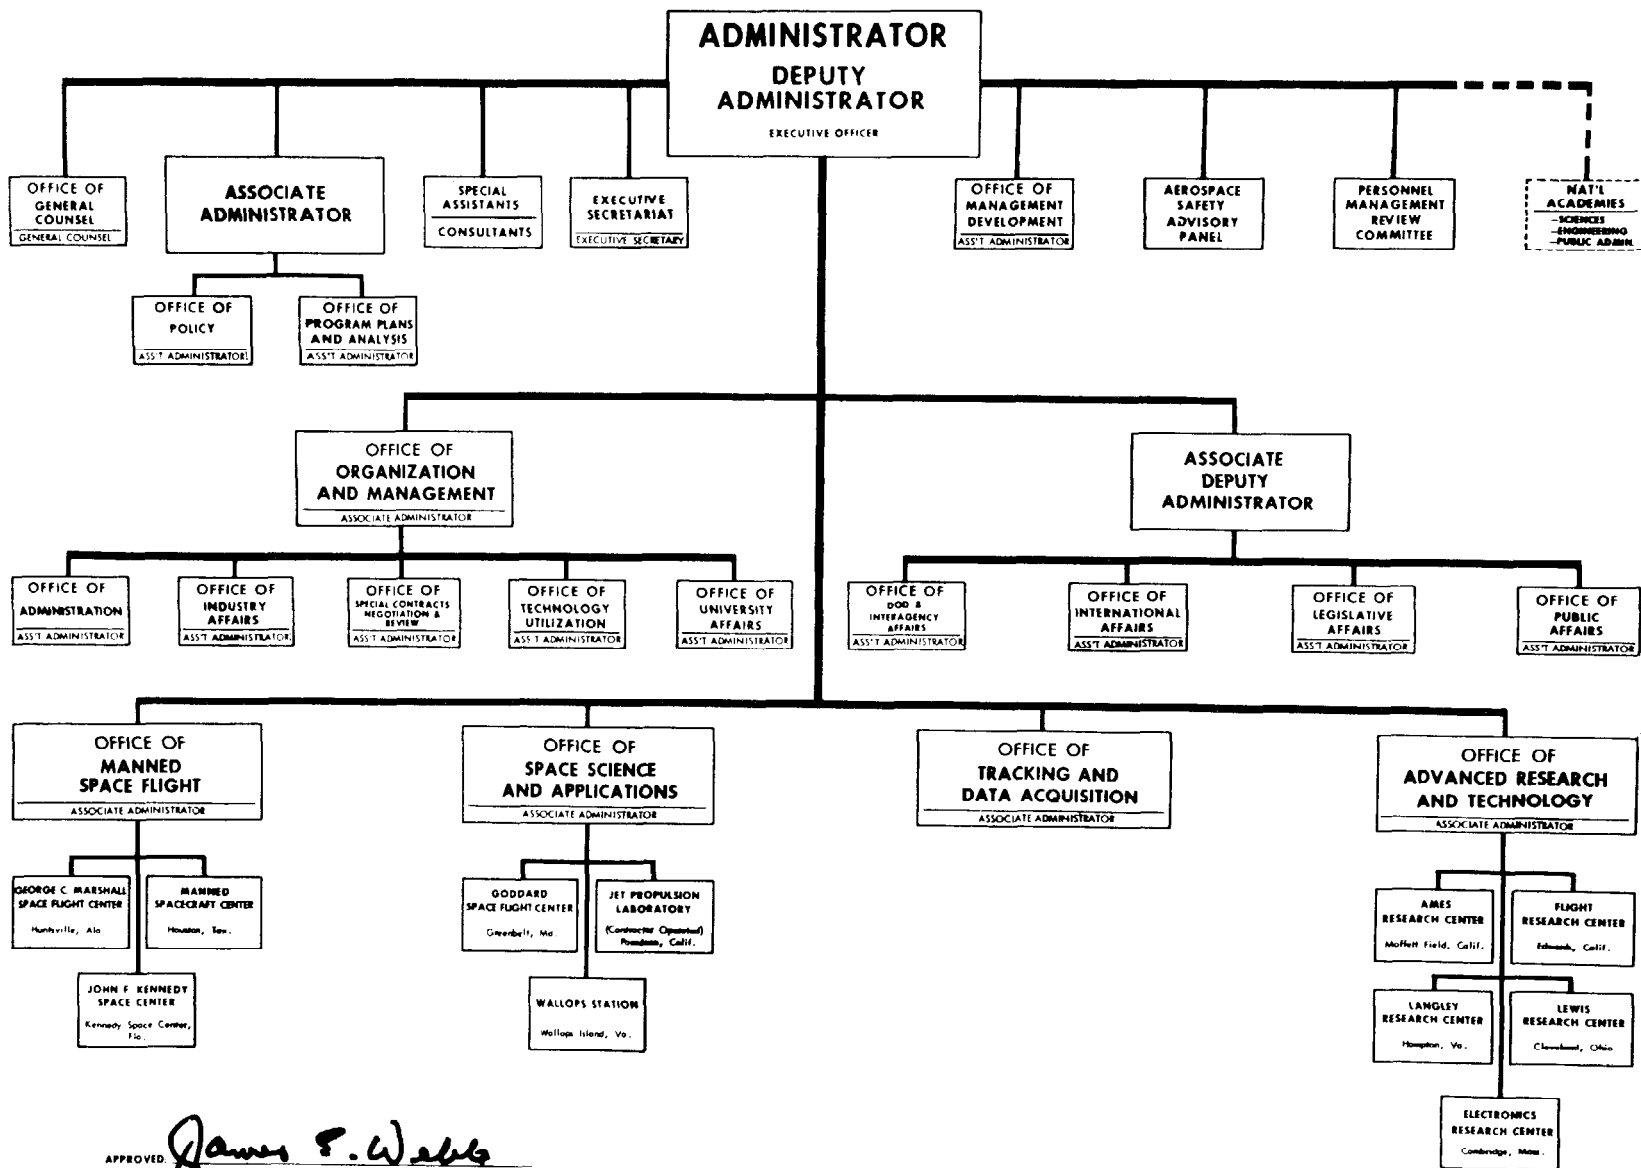 ADMINISTRATOR
DEPUTY
ADMINISTRATOR
EXECUTIVE OFFICER
OFFICE OF
GENERAL
COUNSEL
GENERAL COUNSEL
ASSOCIATE
ADMINISTRATOR
SPECIAL
ASSISTANTS
CONSULTANTS
EXECUTIVE
SECRETARIAT
EXECUTIVE SECRETARY
OFFICE OF
MANAGEMENT
DEVELOPMENT
ASS'T ADMINISTRATOR
AEROSPACE
SAFETY
ADVISORY
PANEL
PERSONNEL
MANAGEMENT
REVIEW
COMMITTEE
NAT'L
ACADEMIES
—SCIENCES
—ENGINEERING
—PUBLIC ADMIN.
OFFICE OF
POLICY
ASS'T ADMINISTRATOR
OFFICE OF
PROGRAM PLANS
AND ANALYSIS
ASS'T ADMINISTRATOR
OFFICE OF
ORGANIZATION
AND MANAGEMENT
ASSOCIATE ADMINISTRATOR
ASSOCIATE
DEPUTY
ADMINISTRATOR
OFFICE OF
ADMINISTRATION
ASS'T ADMINISTRATOR
OFFICE OF
INDUSTRY
AFFAIRS
ASS'T ADMINISTRATOR
OFFICE OF
SPECIAL CONTRACTS
NEGOTIATION &
REVIEW
ASS'T ADMINISTRATOR
OFFICE OF
TECHNOLOGY
UTILIZATION
ASS'T ADMINISTRATOR
OFFICE OF
UNIVERSITY
AFFAIRS
ASS'T ADMINISTRATOR
OFFICE OF
DOD &
INTERAGENCY
AFFAIRS
ASS'T ADMINISTRATOR
OFFICE OF
INTERNATIONAL
AFFAIRS
ASS'T ADMINISTRATOR
OFFICE OF
LEGISLATIVE
AFFAIRS
ASS'T ADMINISTRATOR
OFFICE OF
PUBLIC
AFFAIRS
ASS'T ADMINISTRATOR
OFFICE OF
MANNED
SPACE FLIGHT
ASSOCIATE ADMINISTRATOR
OFFICE OF
SPACE SCIENCE
AND APPLICATIONS
ASSOCIATE ADMINISTRATOR
OFFICE OF
TRACKING AND
DATA ACQUISITION
ASSOCIATE ADMINISTRATOR
OFFICE OF
ADVANCED RESEARCH
AND TECHNOLOGY
ASSOCIATE ADMINISTRATOR
GEORGE C. MARSHALL
SPACE FLIGHT CENTER
Huntsville, Ala
MANNED
SPACECRAFT CENTER
Houston, Tex.
JOHN F KENNEDY
SPACE CENTER
Kennedy Space Center,
Fla.
GODDARD
SPACE FLIGHT CENTER
Greenbelt, Md.
JET PROPULSION
LABORATORY
(Contractor Operated)
Pasadena, Calif.
WALLOPS STATION
Wallops Island, Va.
AMES
RESEARCH CENTER
Moffett Field, Calif.
FLIGHT
RESEARCH CENTER
Edwards, Calif.
LANGLEY
RESEARCH CENTER
Hampton, Va.
LEWIS
RESEARCH CENTER
Cleveland, Ohio
ELECTRONICS
RESEARCH CENTER
Cambridge, Mass.
APPROVED: James E. Webb